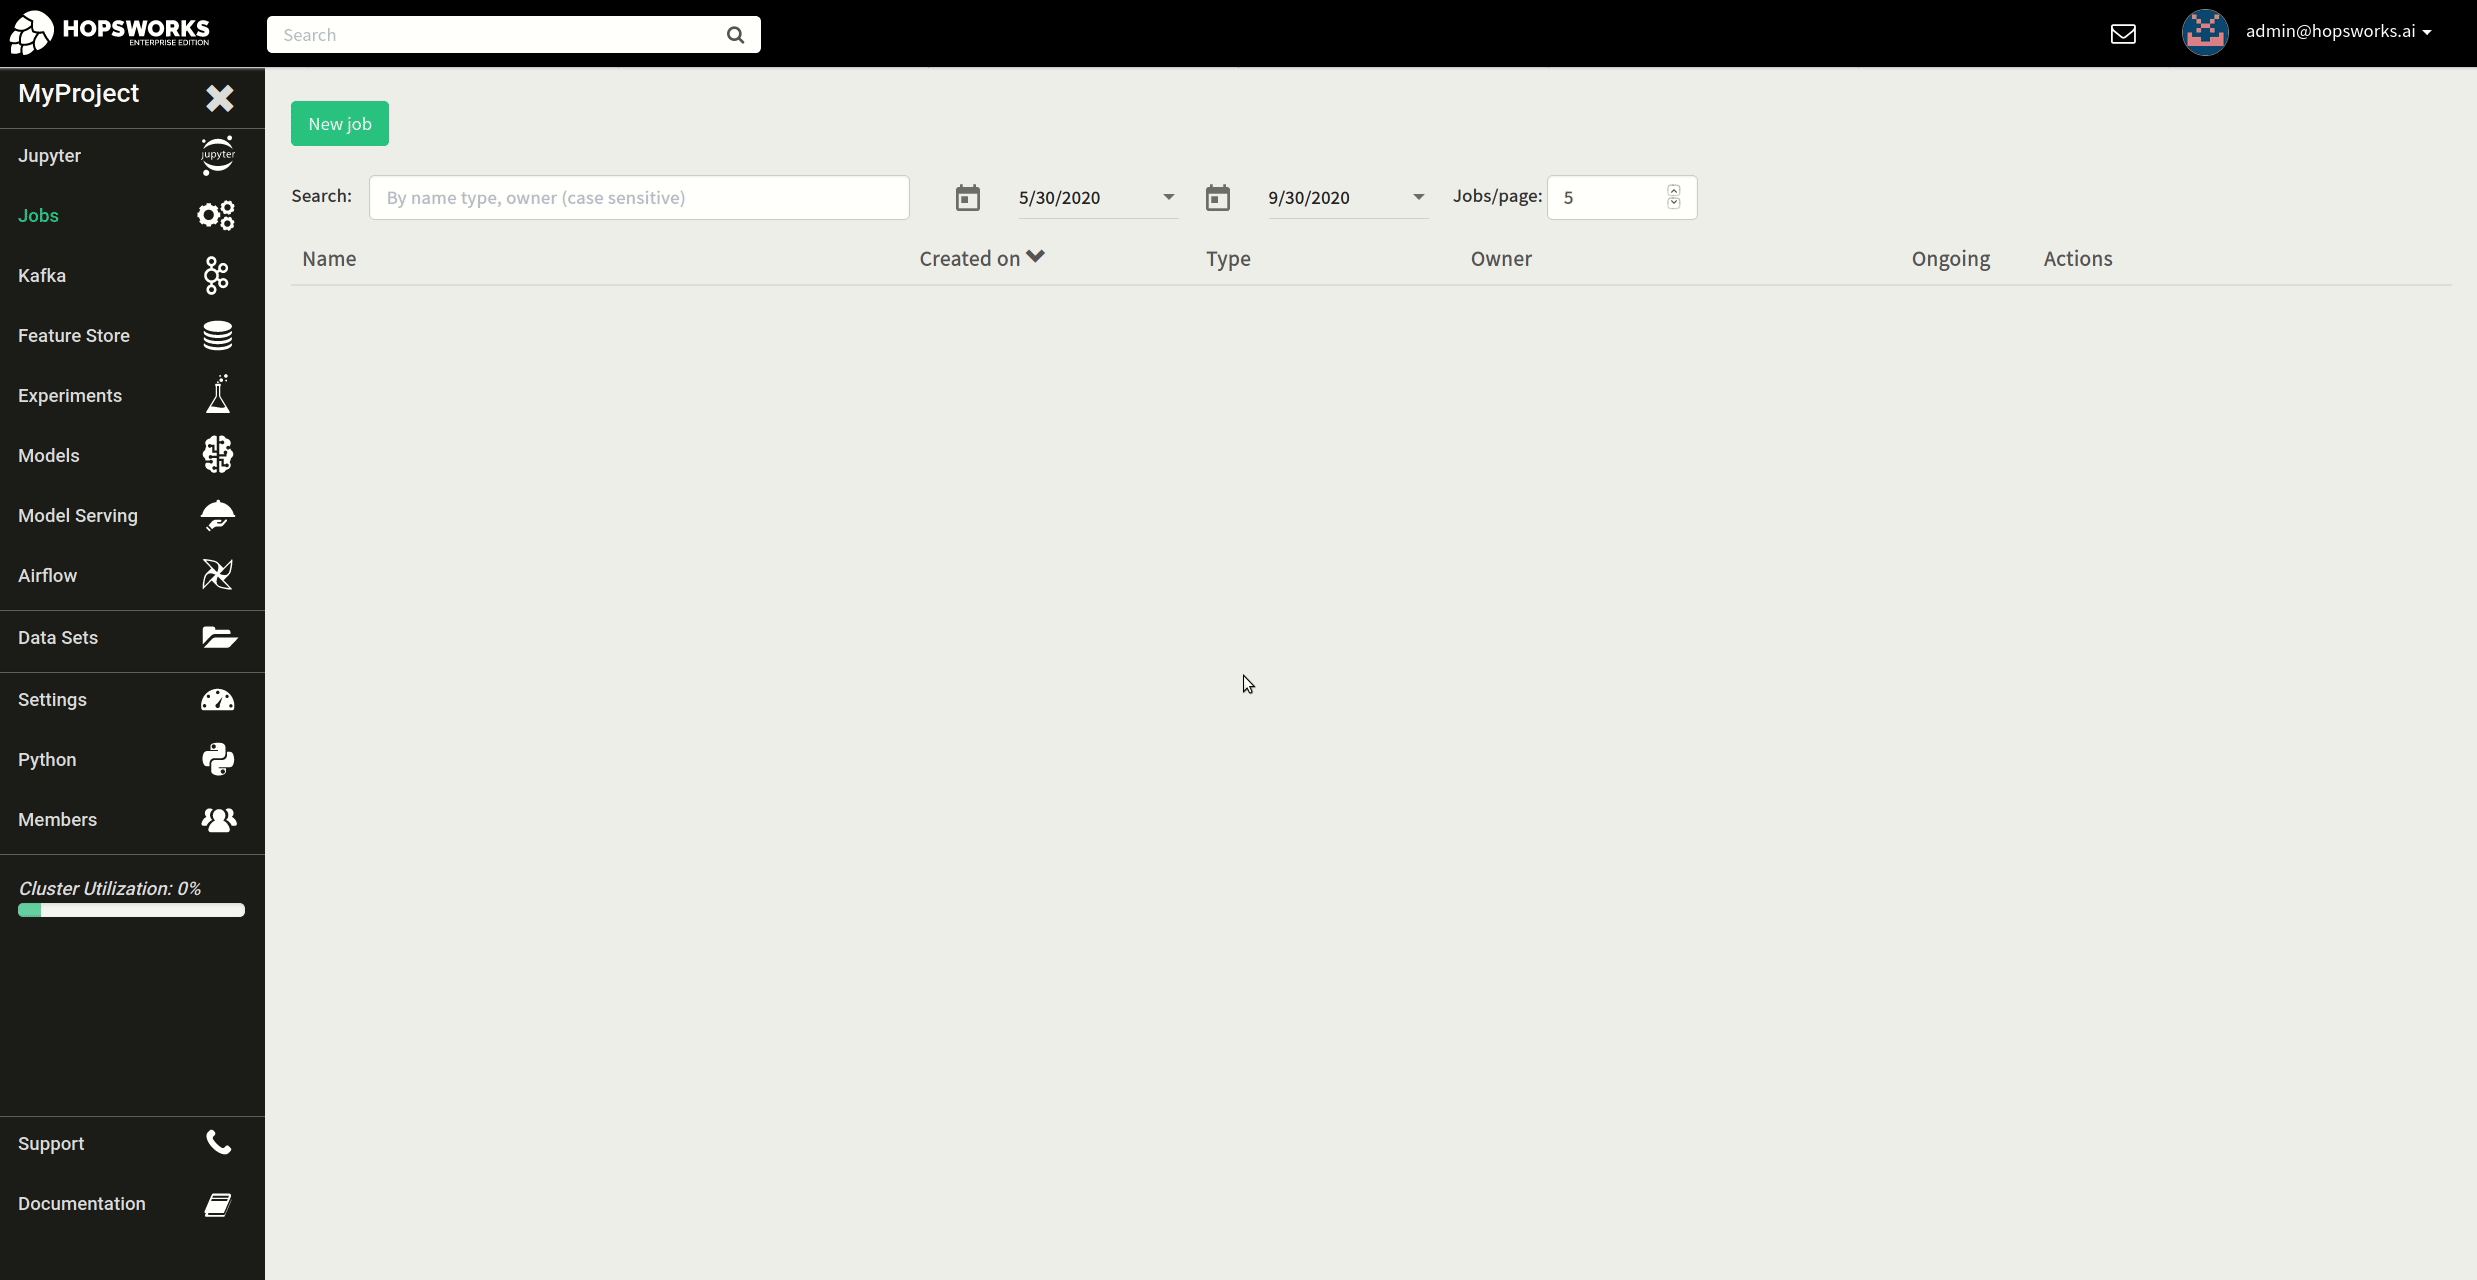 HOPSWORKS
ENTERPRISE EDITION
Search
admin@hopsworks.ai
MyProject
Jupyter
jupyter
Jobs
Kafka
Feature Store
Experiments
Models
Model Serving
Airflow
Data Sets
Settings
Python
Members
Cluster Utilization: 0%
Support
Documentation
New job
Search: By name type, owner (case sensitive) 5/30/2020 9/30/2020 Jobs/page: 5
Name Created on Type Owner Ongoing Actions